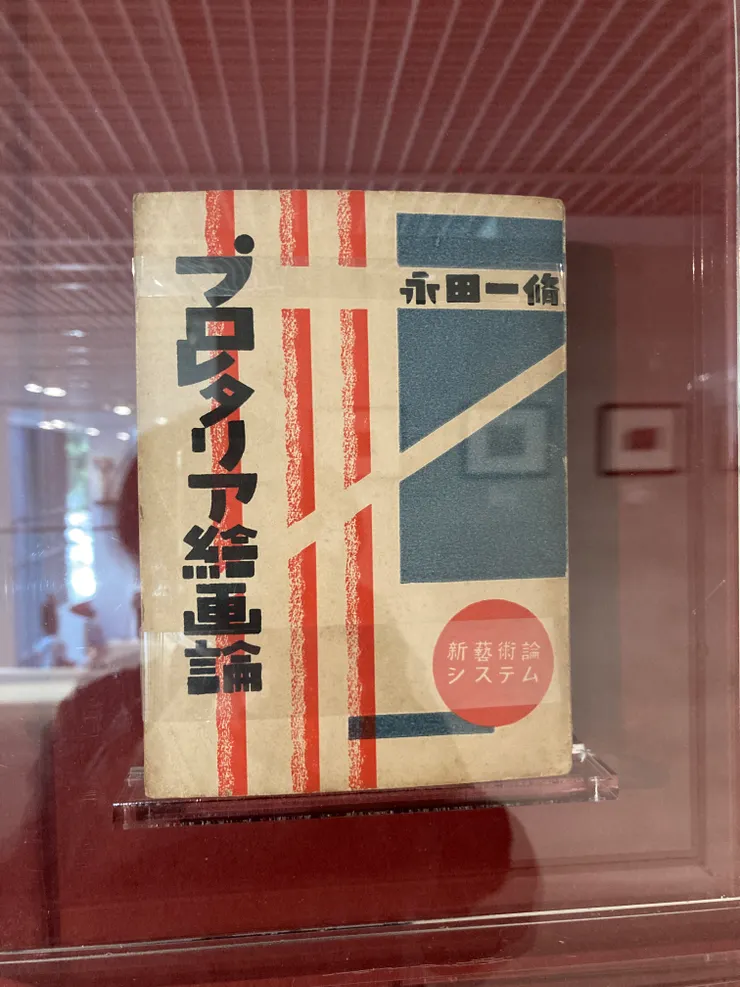 プロレタリア絵画論
永田一脩
新藝術論
システム